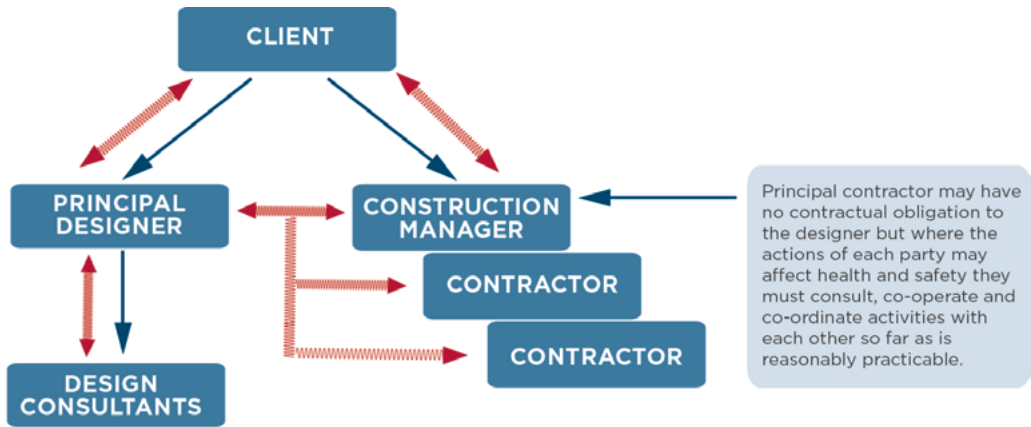 CLIENT
PRINCIPAL
DESIGNER
CONSTRUCTION
MANAGER
CONTRACTOR
CONTRACTOR
DESIGN
CONSULTANTS
Principal contractor may have
no contractual obligation to
the designer but where the
actions of each party may
affect health and safety they
must consult, co-operate and
co-ordinate activities with
each other so far as is
reasonably practicable.